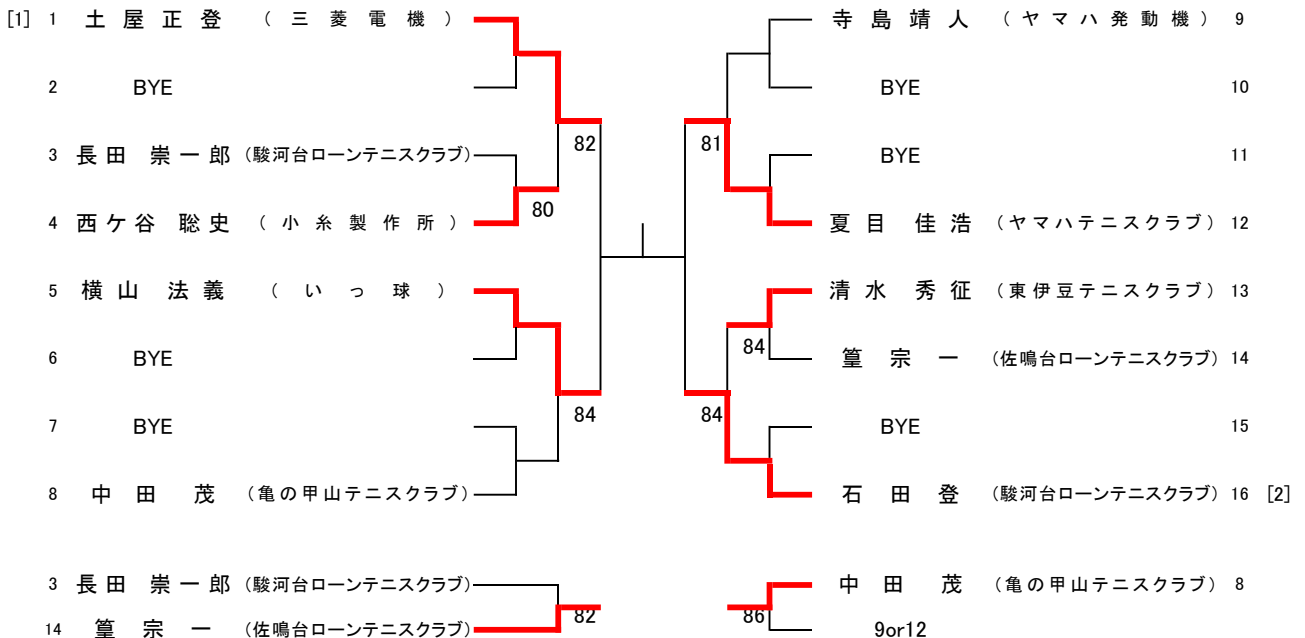 [1] 1 土屋正登 (三菱電機) 寺島靖人 (ヤマハ発動機) 9
2 BYE BYE 10
82 81
3 長田 崇一郎 (駿河台ローンテニスクラブ) BYE 11
80
4 西ケ谷 聡史 (小糸製作所) 夏目 佳浩 (ヤマハテニスクラブ) 12
5 横山 法義 (いっ球) 清水 秀征 (東伊豆テニスクラブ) 13
84
6 BYE 篁 宗一 (佐鳴台ローンテニスクラブ) 14
84 84
7 BYE BYE 15
8 中田 茂 (亀の甲山テニスクラブ) 石田登 (駿河台ローンテニスクラブ) 16 [2]
3 長田 崇一郎 (駿河台ローンテニスクラブ) 中田 茂 (亀の甲山テニスクラブ) 8
82 86
14 篁 宗一 (佐鳴台ローンテニスクラブ) 9or12